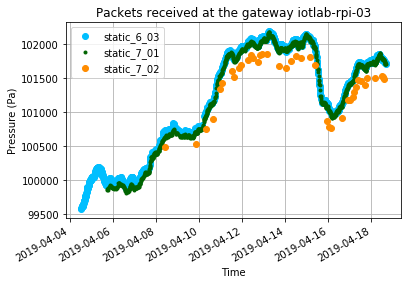 Packets received at the gateway iotlab-rpi-03
static_6_03
static_7_01
static_7_02
Pressure (Pa)
102000
101500
101000
100500
100000
99500
2019-04-04
2019-04-06
2019-04-08
2019-04-10
2019-04-12
2019-04-14
2019-04-16
2019-04-18
Time